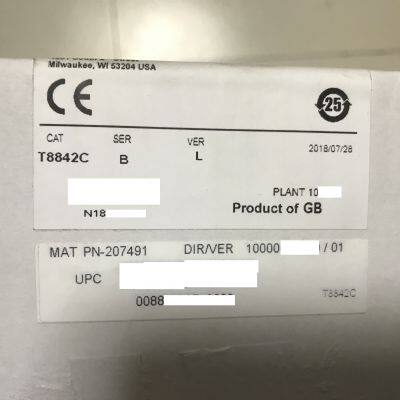 Milwaukee, WI 53204 USA
CE
25
CAT SER VER
T8842C B L
2018/07/28
PLANT 10
N18
Product of GB
MAT PN-207491 DIR/VER 10000 / 01
UPC
0088
T8842C